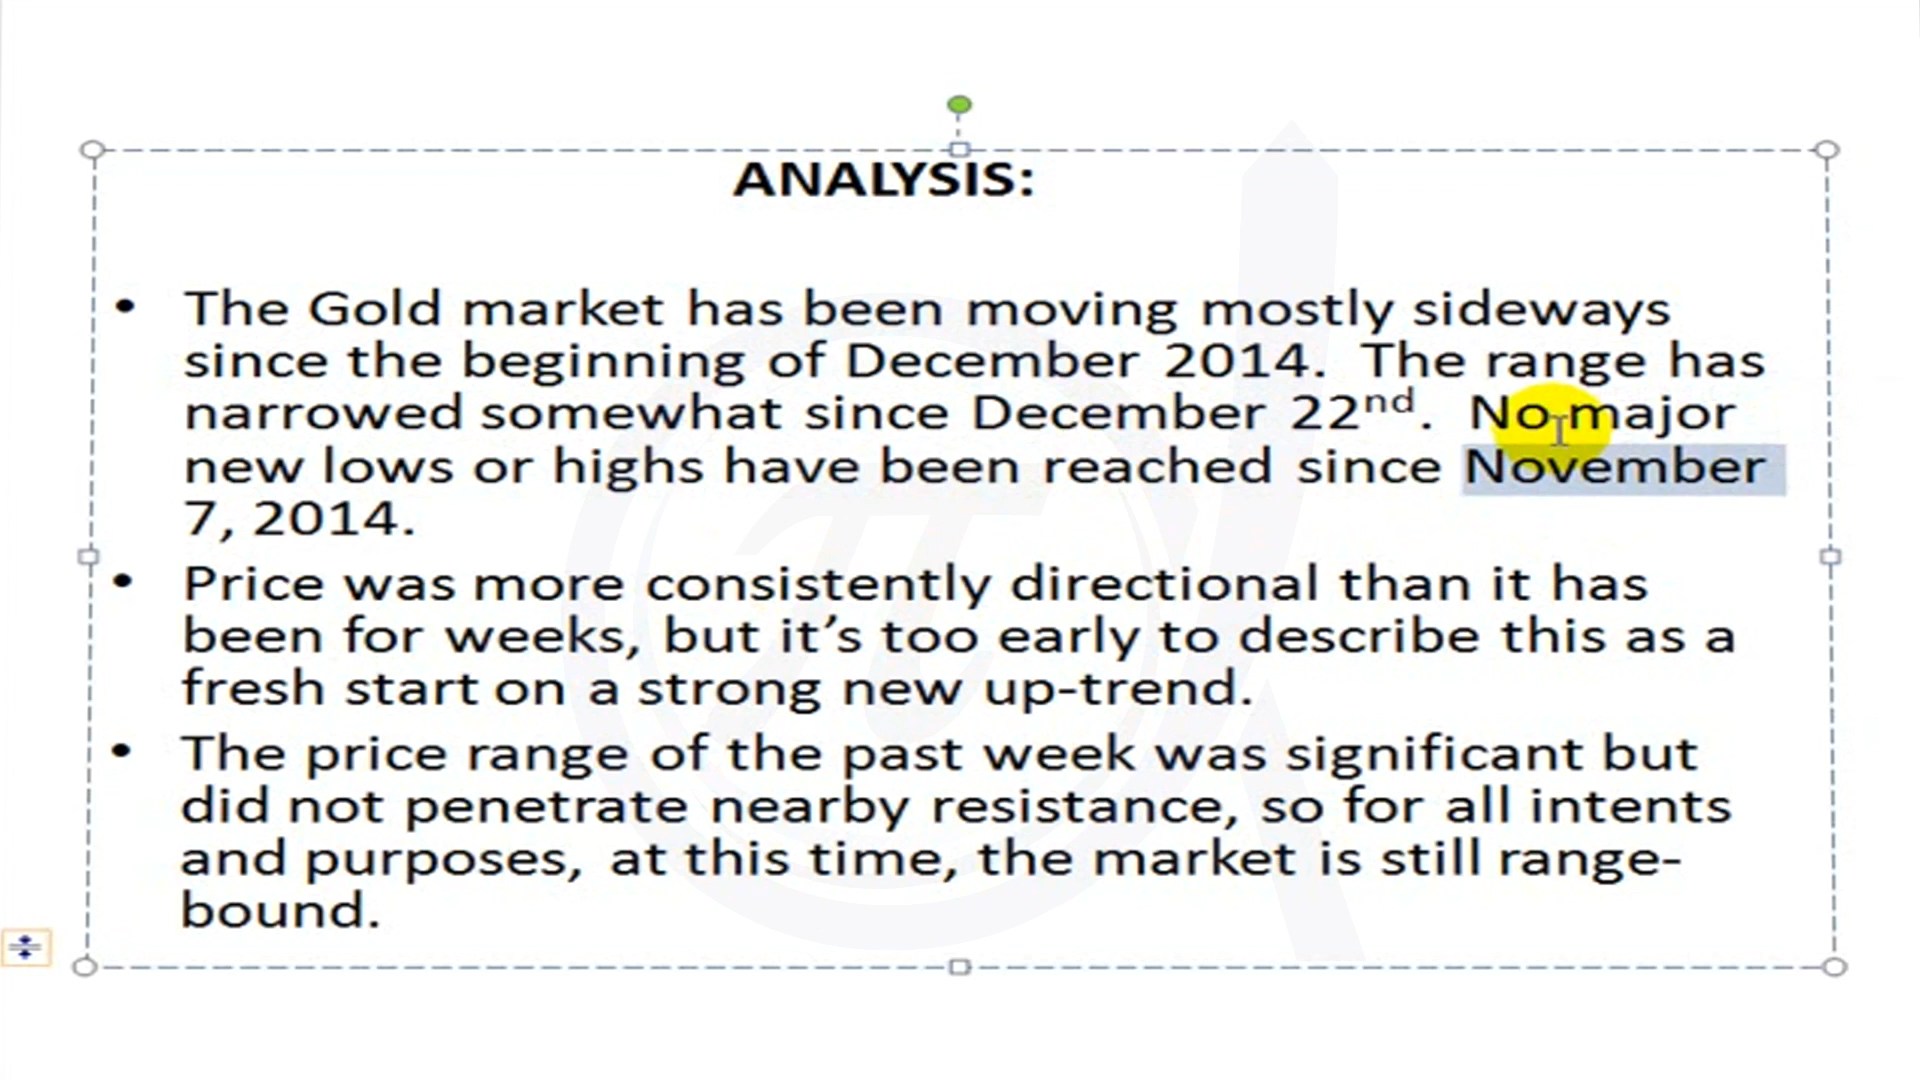 ANALYSIS:
• The Gold market has been moving mostly sideways
since the beginning of December 2014. The range has
narrowed somewhat since December 22nd. No major
new lows or highs have been reached since November
7, 2014.
• Price was more consistently directional than it has
been for weeks, but it’s too early to describe this as a
fresh start on a strong new up-trend.
• The price range of the past week was significant but
did not penetrate nearby resistance, so for all intents
and purposes, at this time, the market is still range-
bound.